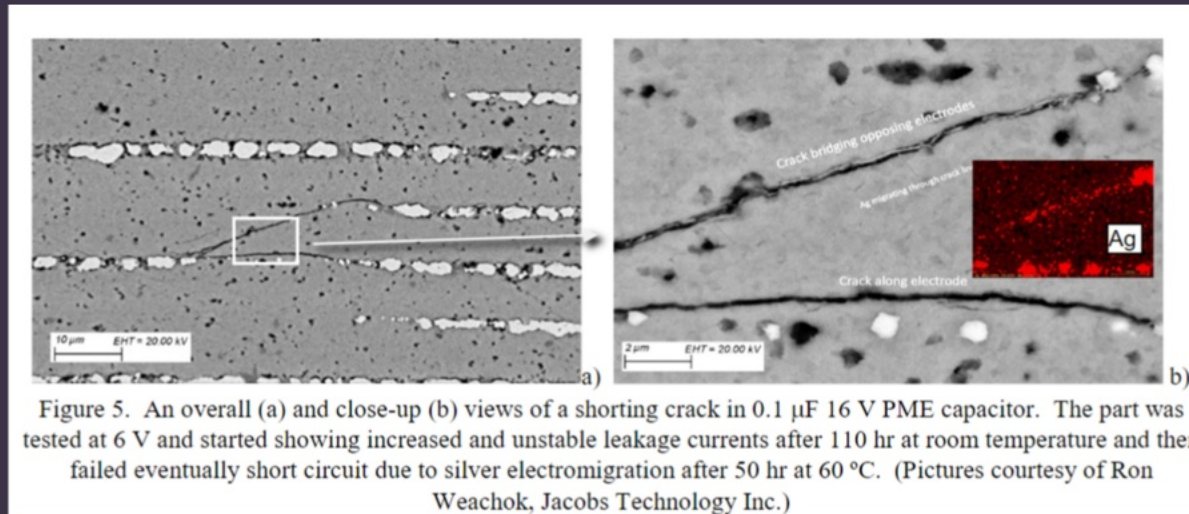 10 μm EHT = 20.00 kV
a)
Crack bridging opposing electrodes
Ag migrating through crack
Ag
Crack along electrode
2 μm EHT = 20.00 kV
b)
Figure 5. An overall (a) and close-up (b) views of a shorting crack in 0.1 μF 16 V PME capacitor. The part was
tested at 6 V and started showing increased and unstable leakage currents after 110 hr at room temperature and the
failed eventually short circuit due to silver electromigration after 50 hr at 60 ºC. (Pictures courtesy of Ron
Weachok, Jacobs Technology Inc.)